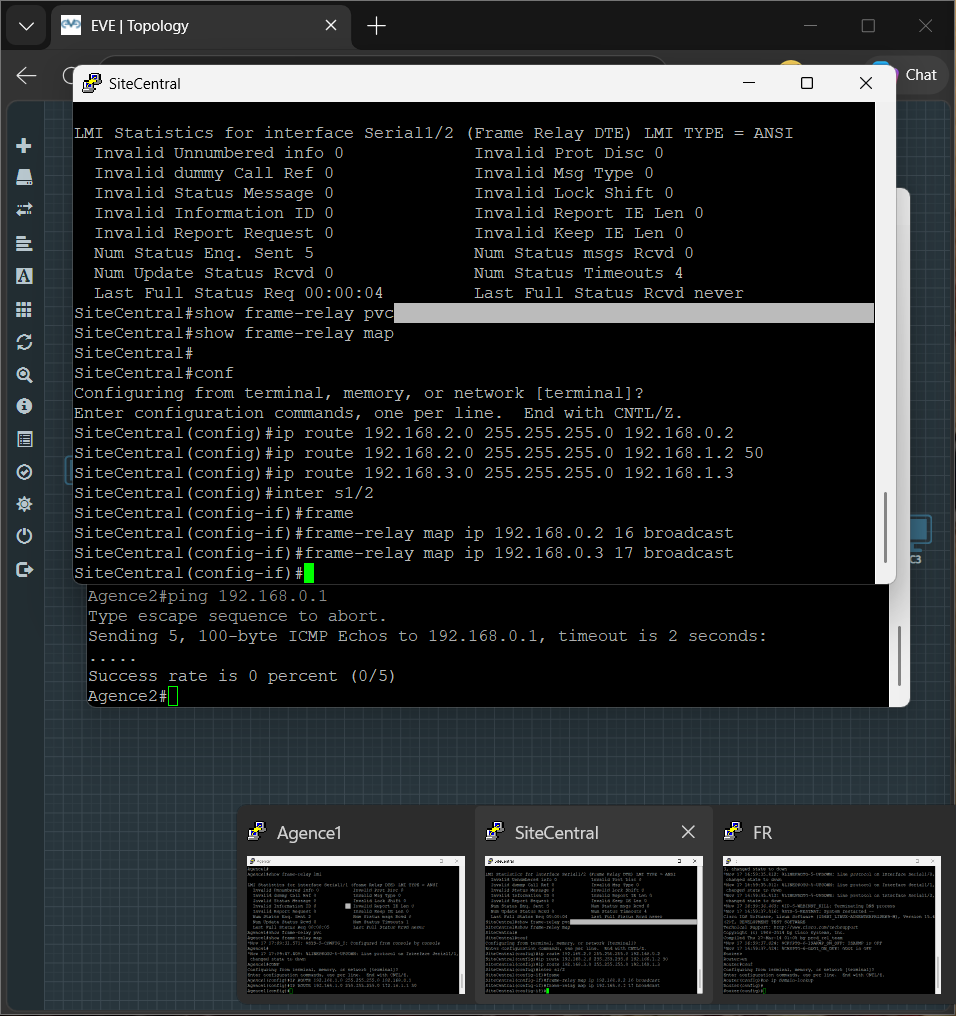 EVE | Topology
Chat
SiteCentral
LMI Statistics for interface Serial1/2 (Frame Relay DTE) LMI TYPE = ANSI
Invalid Unnumbered info 0 Invalid Prot Disc 0
Invalid dummy Call Ref 0 Invalid Msg Type 0
Invalid Status Message 0 Invalid Lock Shift 0
Invalid Information ID 0 Invalid Report IE Len 0
Invalid Report Request 0 Invalid Keep IE Len 0
Num Status Enq. Sent 5 Num Status msgs Rcvd 0
Num Update Status Rcvd 0 Num Status Timeouts 4
Last Full Status Req 00:00:04 Last Full Status Rcvd never
SiteCentral#show frame-relay pvc
SiteCentral#show frame-relay map
SiteCentral#
SiteCentral#conf
Configuring from terminal, memory, or network [terminal]?
Enter configuration commands, one per line.  End with CNTL/Z.
SiteCentral(config)#ip route 192.168.2.0 255.255.255.0 192.168.0.2
SiteCentral(config)#ip route 192.168.2.0 255.255.255.0 192.168.1.2 50
SiteCentral(config)#ip route 192.168.3.0 255.255.255.0 192.168.1.3
SiteCentral(config)#inter s1/2
SiteCentral(config-if)#frame
SiteCentral(config-if)#frame-relay map ip 192.168.0.2 16 broadcast
SiteCentral(config-if)#frame-relay map ip 192.168.0.3 17 broadcast
SiteCentral(config-if)#
C3
Agence2#ping 192.168.0.1
Type escape sequence to abort.
Sending 5, 100-byte ICMP Echos to 192.168.0.1, timeout is 2 seconds:
.....
Success rate is 0 percent (0/5)
Agence2#
Agence1
SiteCentral
FR